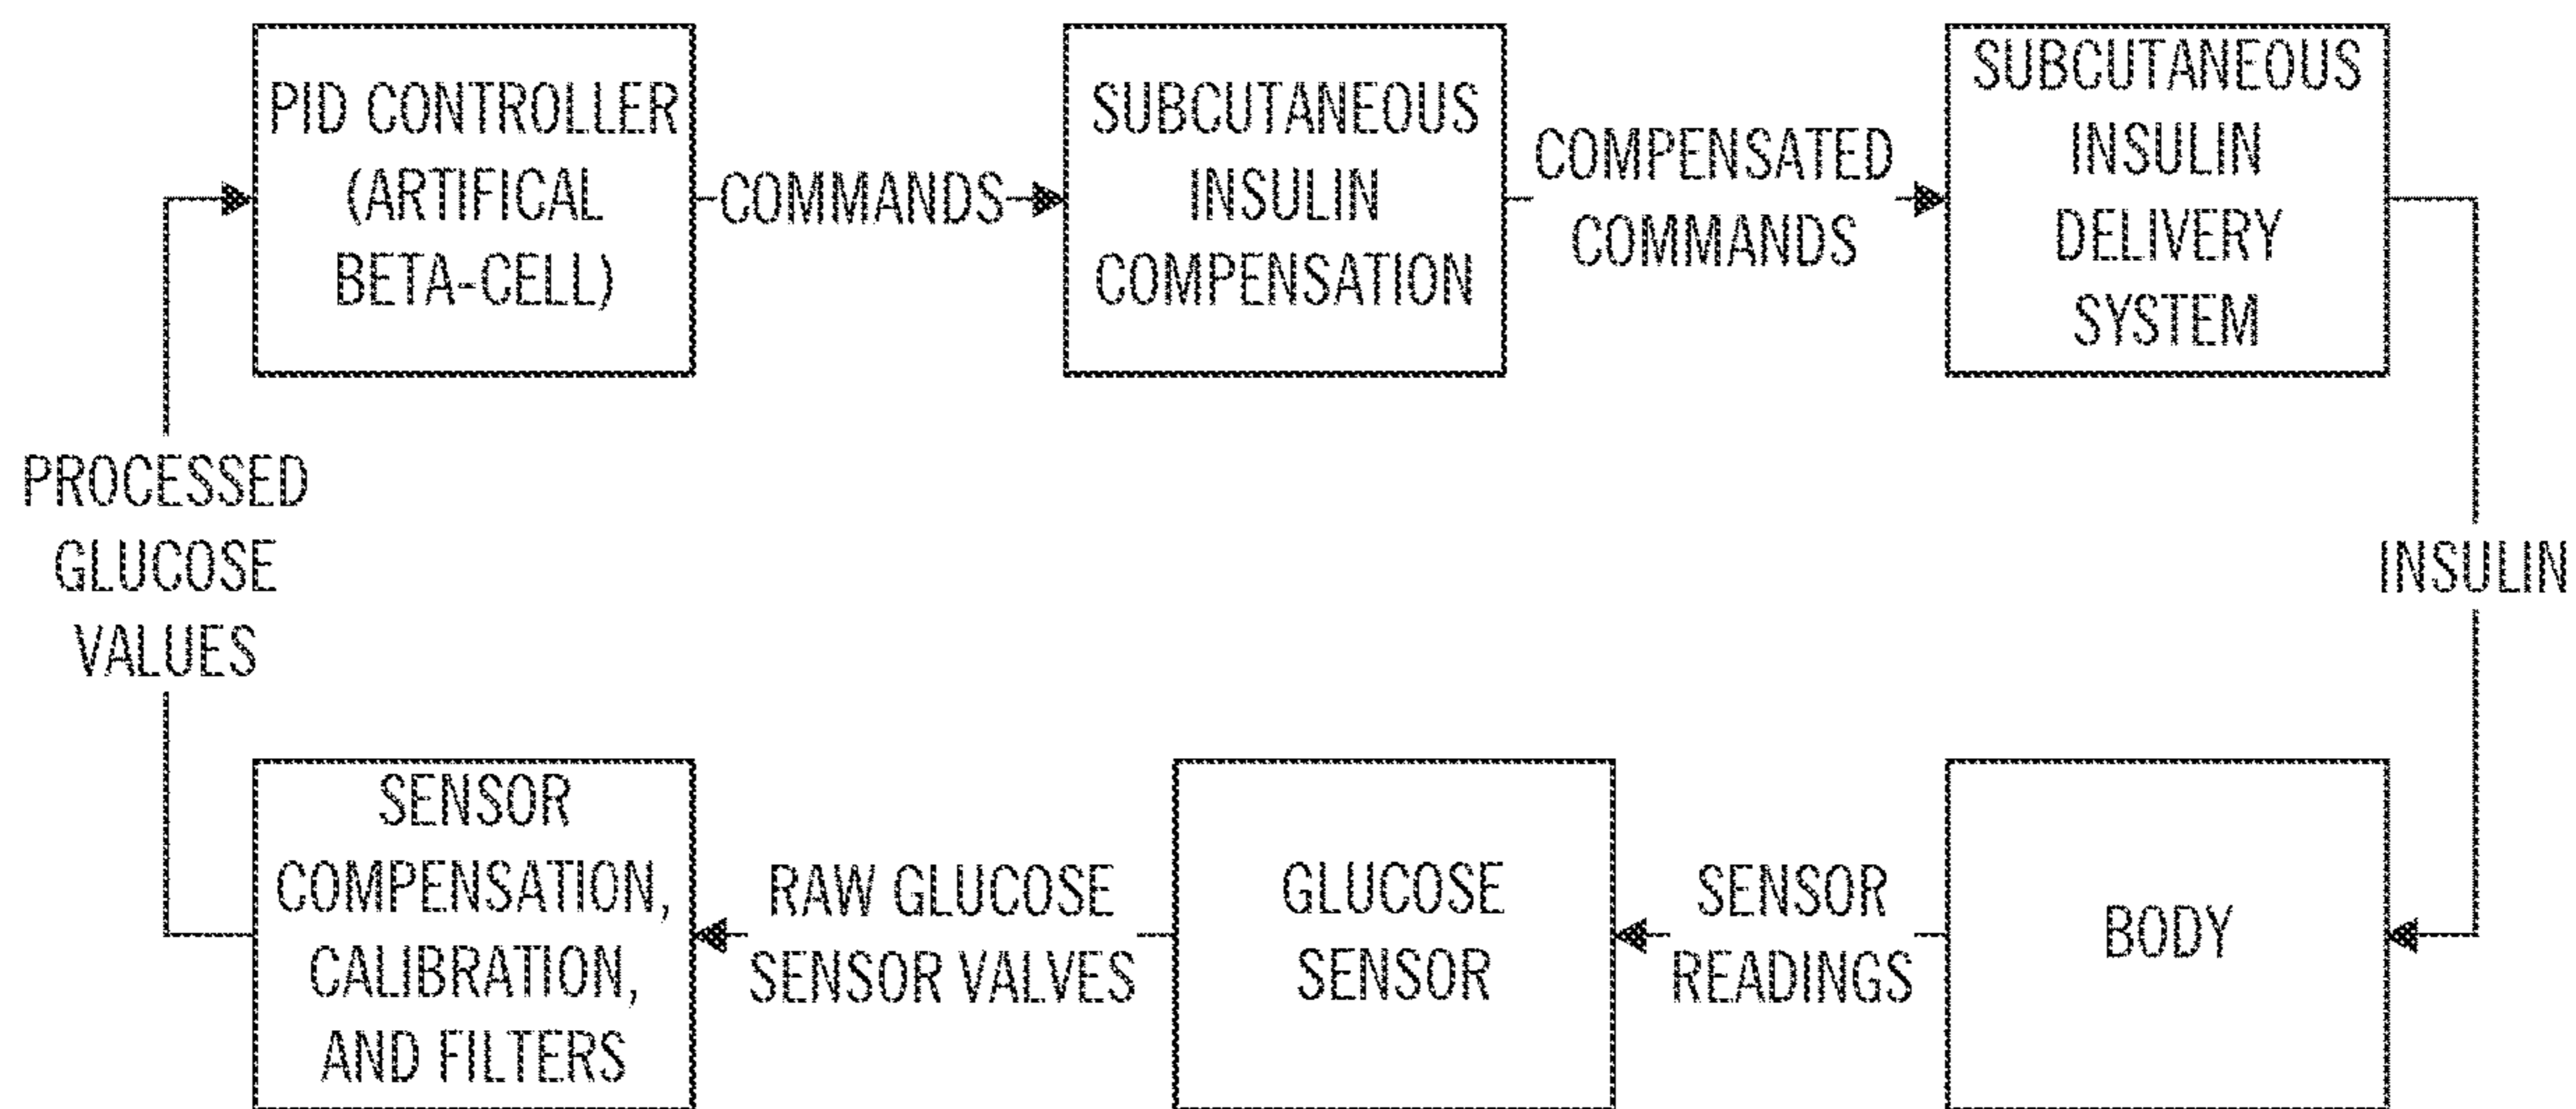 PID CONTROLLER
(ARTIFICAL
BETA-CELL)
COMMANDS
SUBCUTANEOUS
INSULIN
COMPENSATION
COMPENSATED
COMMANDS
SUBCUTANEOUS
INSULIN
DELIVERY
SYSTEM
PROCESSED
GLUCOSE
VALUES
INSULIN
SENSOR
COMPENSATION,
CALIBRATION,
AND FILTERS
RAW GLUCOSE
SENSOR VALVES
GLUCOSE
SENSOR
SENSOR
READINGS
BODY